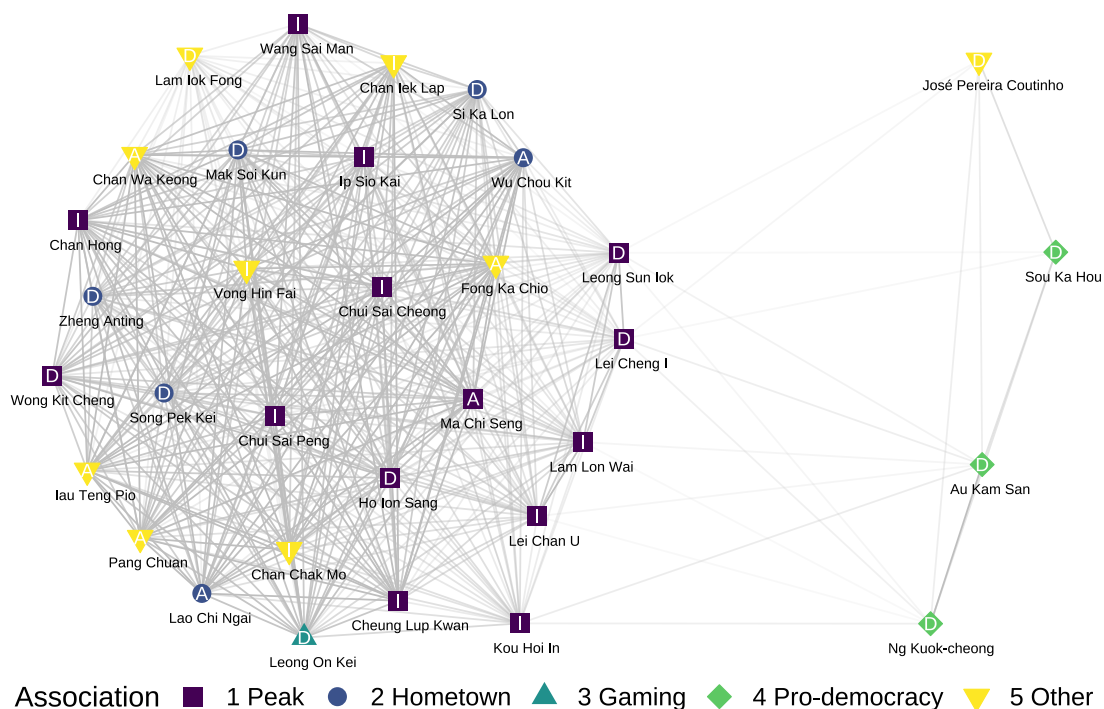 I
Wang Sai Man
D
Lam Iok Fong
I
Chan Iek Lap
D
José Pereira Coutinho
D
Si Ka Lon
A
Chan Wa Keong
D
Mak Soi Kun
I
Ip Sio Kai
A
Wu Chou Kit
I
Chan Hong
D
Leong Sun Iok
D
Sou Ka Hou
I
Vong Hin Fai
A
Fong Ka Chio
I
Chui Sai Cheong
D
Zheng Anting
D
Lei Cheng I
D
Wong Kit Cheng
D
Song Pek Kei
A
Ma Chi Seng
I
Chui Sai Peng
I
Lam Lon Wai
A
Iau Teng Pio
D
Ho Ion Sang
D
Au Kam San
I
Lei Chan U
A
Pang Chuan
I
Chan Chak Mo
A
Lao Chi Ngai
I
Cheung Lup Kwan
D
Leong On Kei
I
Kou Hoi In
D
Ng Kuok-cheong
Association 1 Peak 2 Hometown 3 Gaming 4 Pro-democracy 5 Other